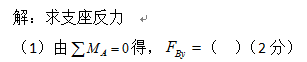 解：求支座反力 ↵
（1）由∑M_A=0得，F_By=（   ）(2 分）